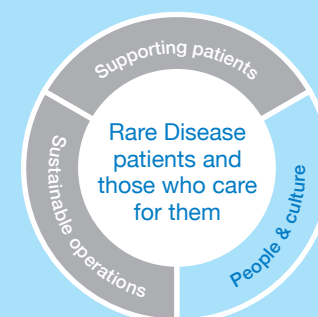 Supporting patients
Rare Disease
patients and
those who care
for them
Sustainable operations
People & culture